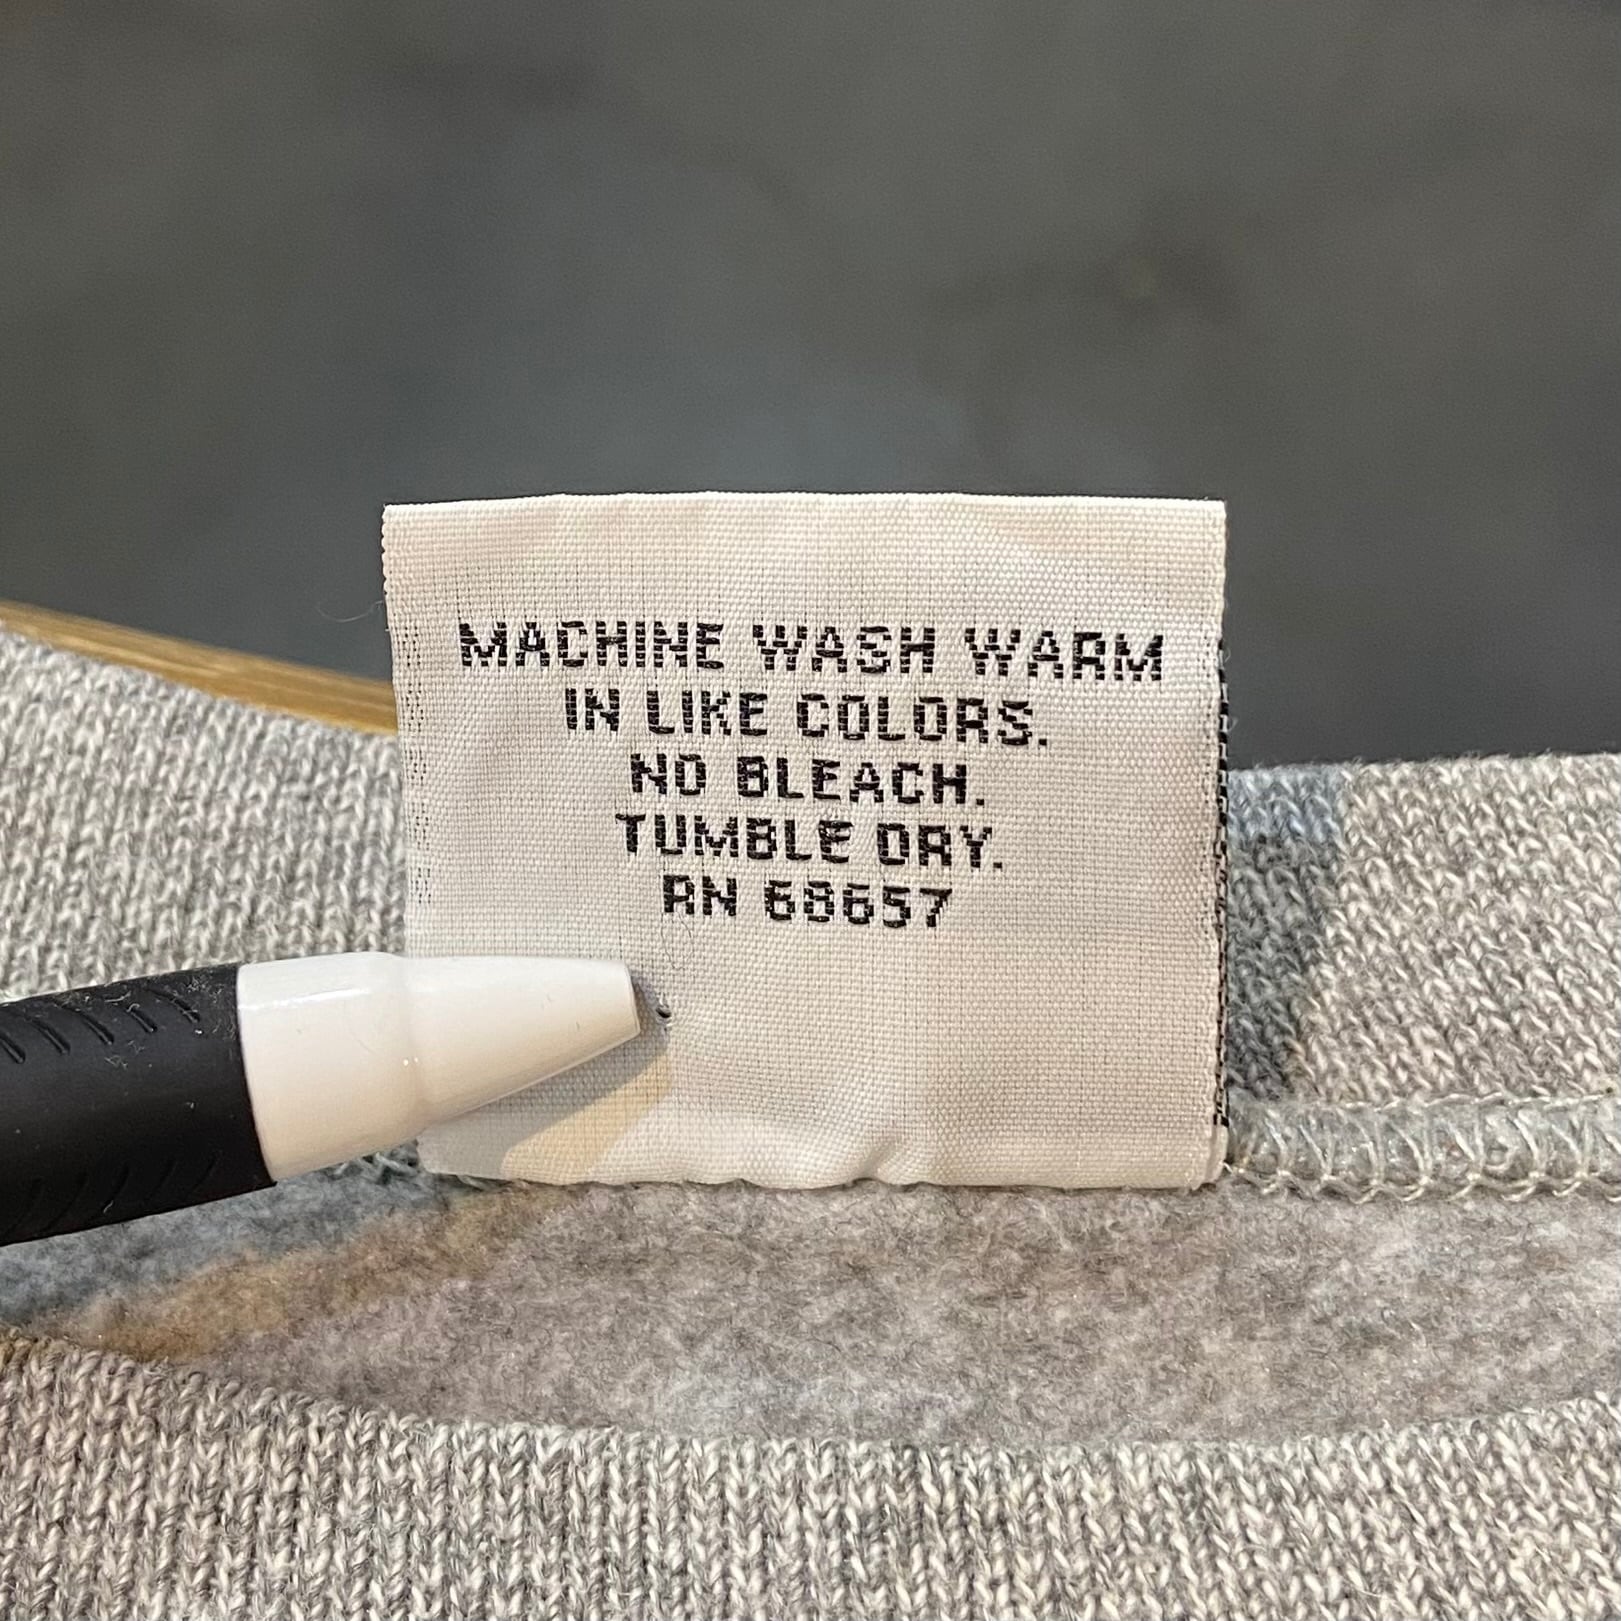 MACHINE WASH WARM
IN LIKE COLORS.
NO BLEACH.
TUMBLE DRY.
RN 68657